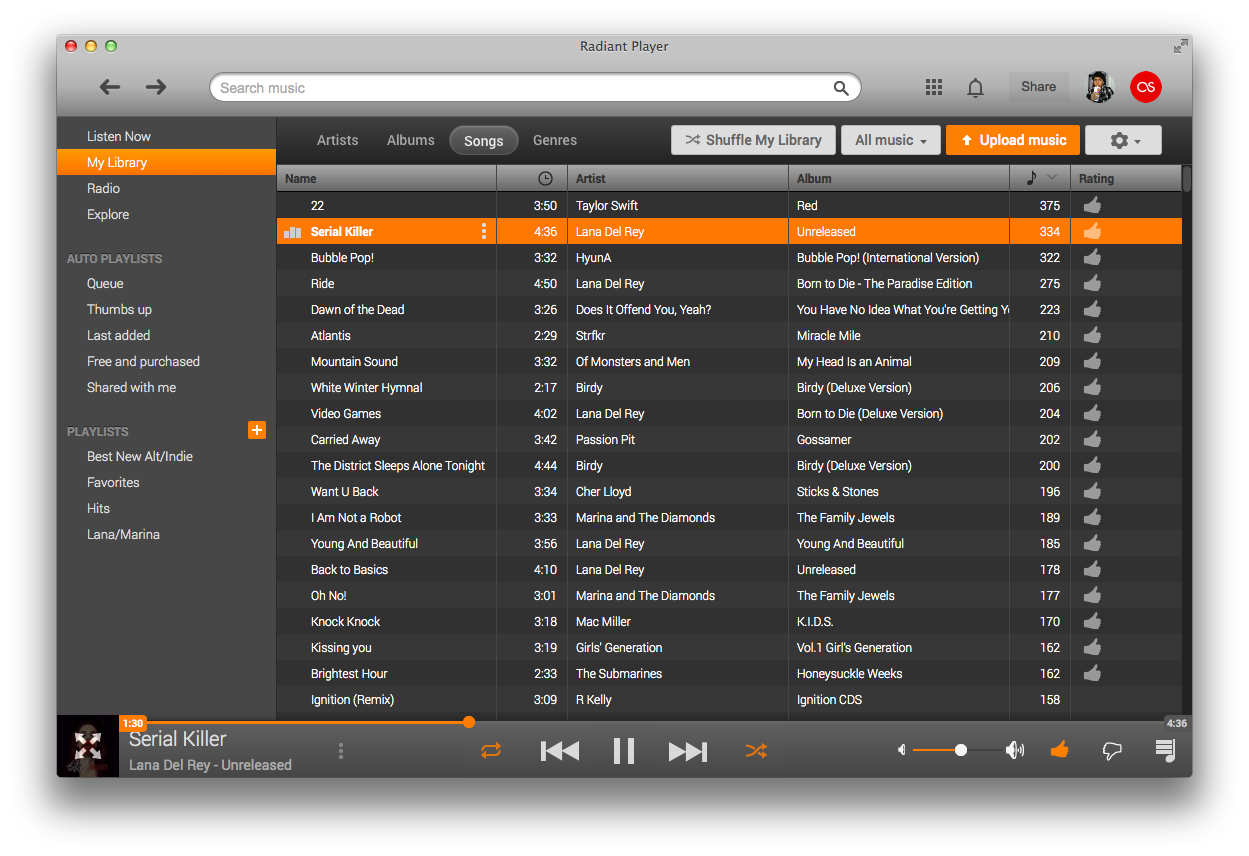 Radiant Player
Search music
Share
Listen Now
My Library
Radio
Explore
AUTO PLAYLISTS
Queue
Thumbs up
Last added
Free and purchased
Shared with me
PLAYLISTS +
Best New Alt/Indie
Favorites
Hits
Lana/Marina
Artists Albums Songs Genres Shuffle My Library All music Upload music
Name Artist Album Rating
22 3:50 Taylor Swift Red 375
Serial Killer 4:36 Lana Del Rey Unreleased 334
Bubble Pop! 3:32 HyunA Bubble Pop! (International Version) 322
Ride 4:50 Lana Del Rey Born to Die - The Paradise Edition 275
Dawn of the Dead 3:26 Does It Offend You, Yeah? You Have No Idea What You're Getting Y 223
Atlantis 2:29 Strfkr Miracle Mile 210
Mountain Sound 3:32 Of Monsters and Men My Head Is an Animal 209
White Winter Hymnal 2:17 Birdy Birdy (Deluxe Version) 206
Video Games 4:02 Lana Del Rey Born to Die (Deluxe Version) 204
Carried Away 3:42 Passion Pit Gossamer 202
The District Sleeps Alone Tonight 4:44 Birdy Birdy (Deluxe Version) 200
Want U Back 3:34 Cher Lloyd Sticks & Stones 196
I Am Not a Robot 3:33 Marina and The Diamonds The Family Jewels 189
Young And Beautiful 3:56 Lana Del Rey Young And Beautiful 185
Back to Basics 4:10 Lana Del Rey Unreleased 178
Oh No! 3:01 Marina and The Diamonds The Family Jewels 177
Knock Knock 3:18 Mac Miller K.I.D.S. 170
Kissing you 3:19 Girls' Generation Vol.1 Girl's Generation 162
Brightest Hour 2:33 The Submarines Honeysuckle Weeks 162
Ignition (Remix) 3:09 R Kelly Ignition CDS 158
1:30 4:36
Serial Killer
Lana Del Rey - Unreleased